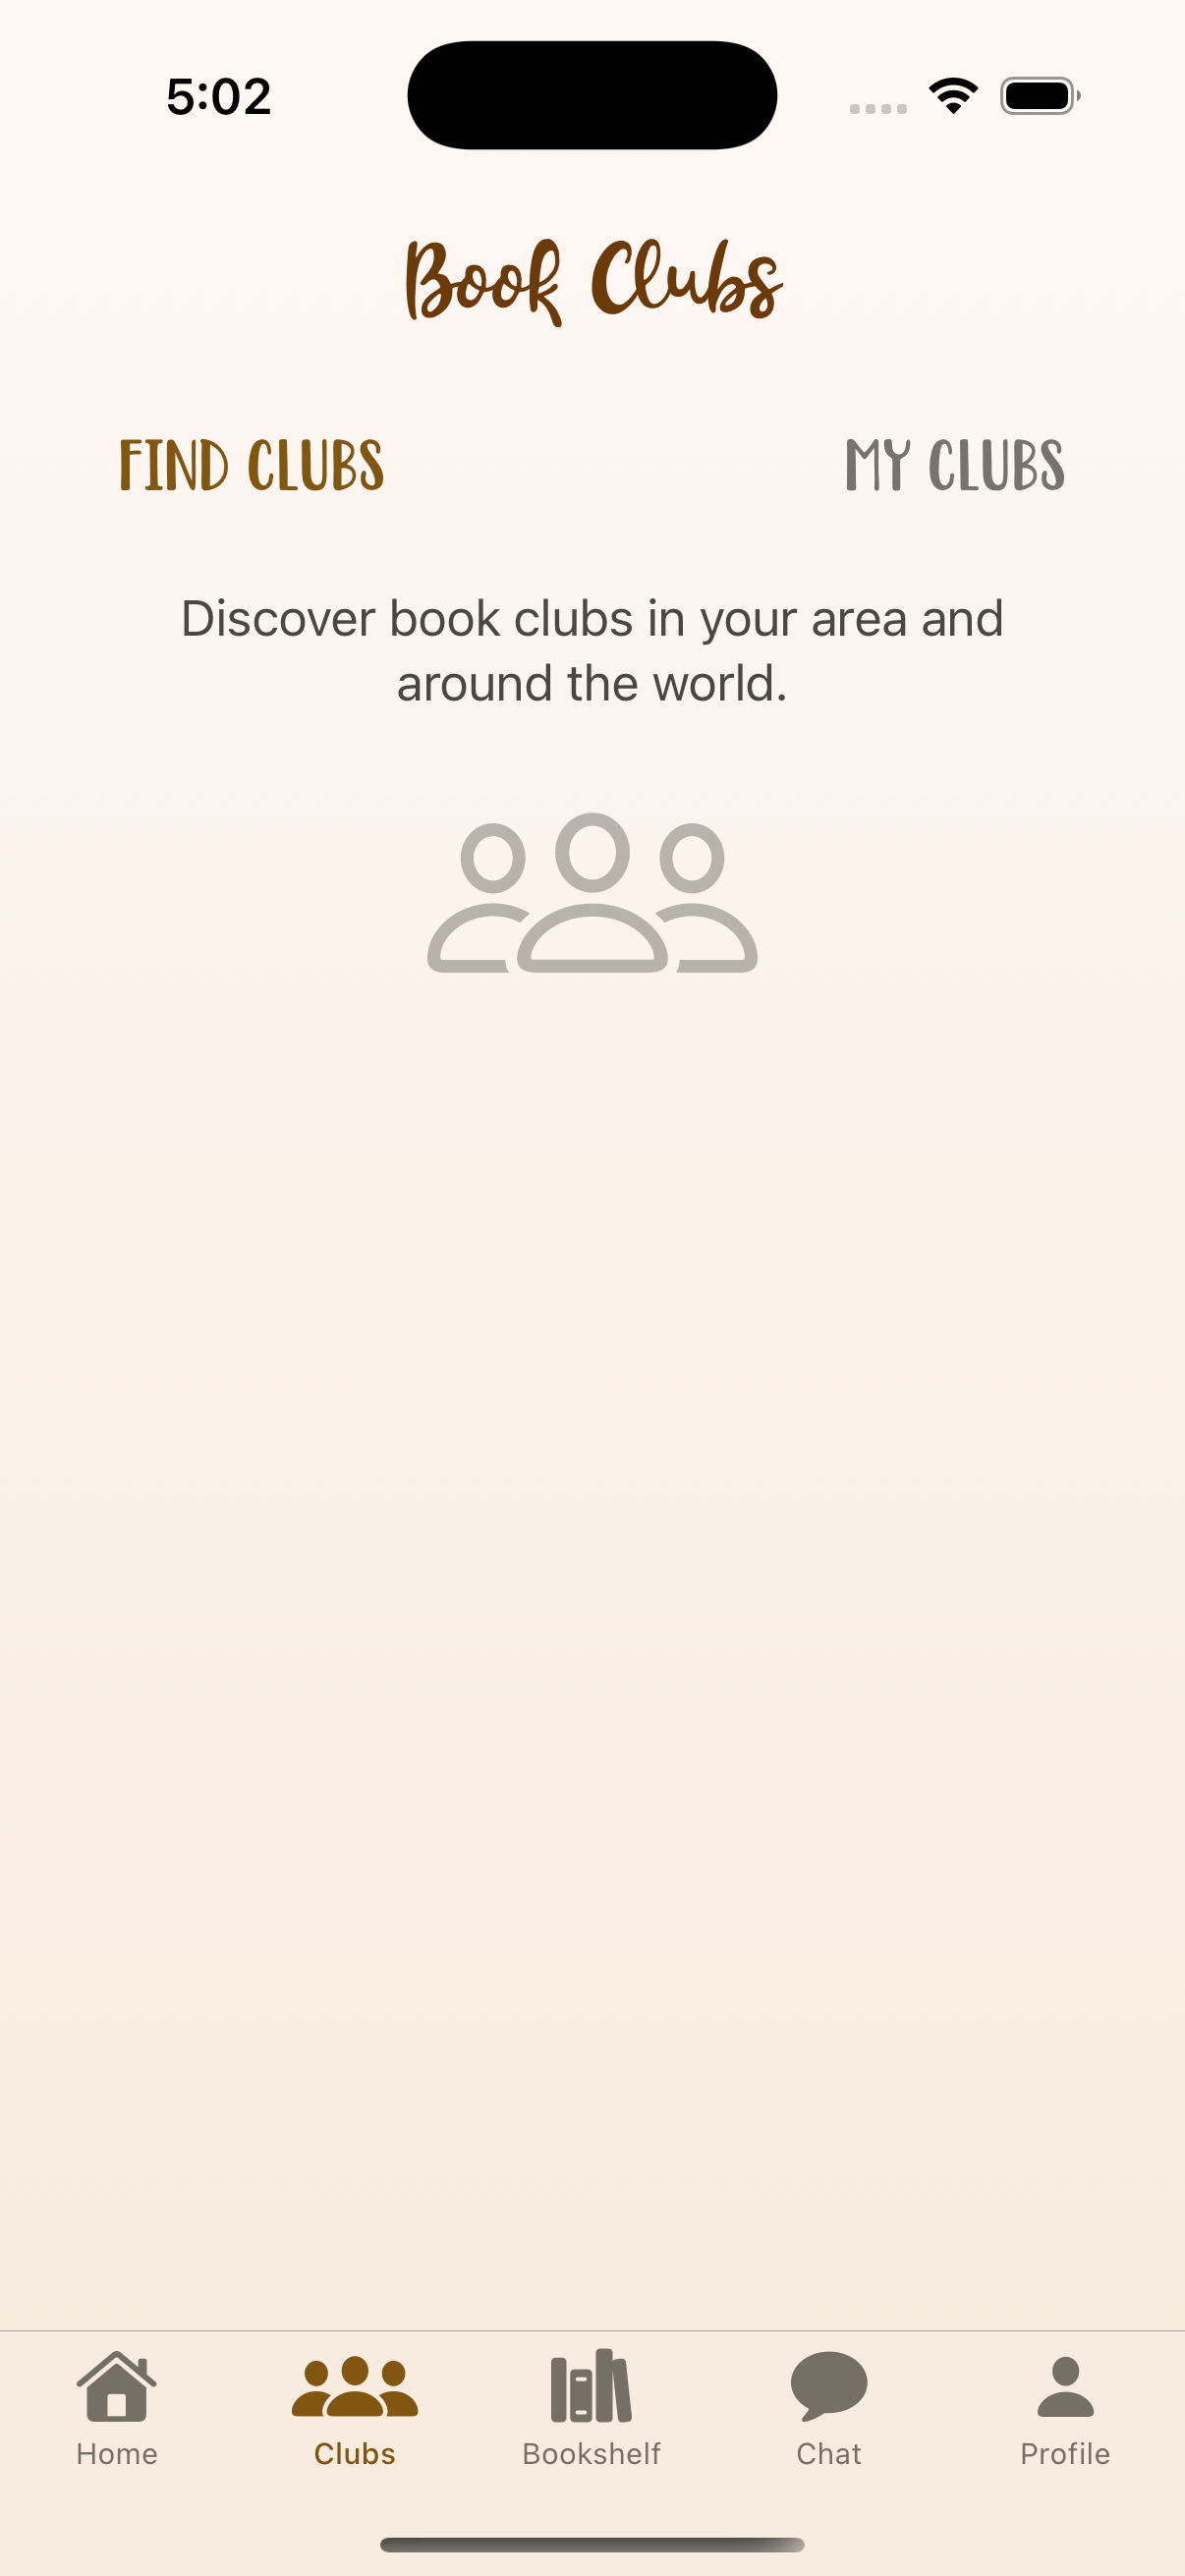 5:02
Book Clubs
FIND CLUBS
MY CLUBS
Discover book clubs in your area and
around the world.
Home
Clubs
Bookshelf
Chat
Profile